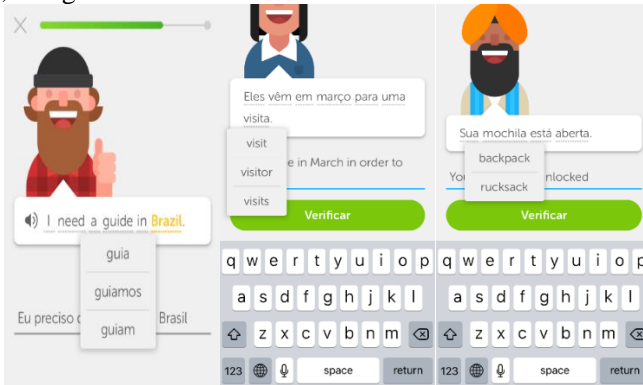 I need a guide in Brazil.
guia
guiamos
guiam
Eu preciso
Brasil
Eles vêm em março para uma
visita.
visit
visitor
visits
in March in order to
Verificar
q w e r t y u i o p
a s d f g h j k l
z x c v b n m
123 space return
Sua mochila está aberta.
backpack
rucksack
Verificar
q w e r t y u i o p
a s d f g h j k l
z x c v b n m
123 space return